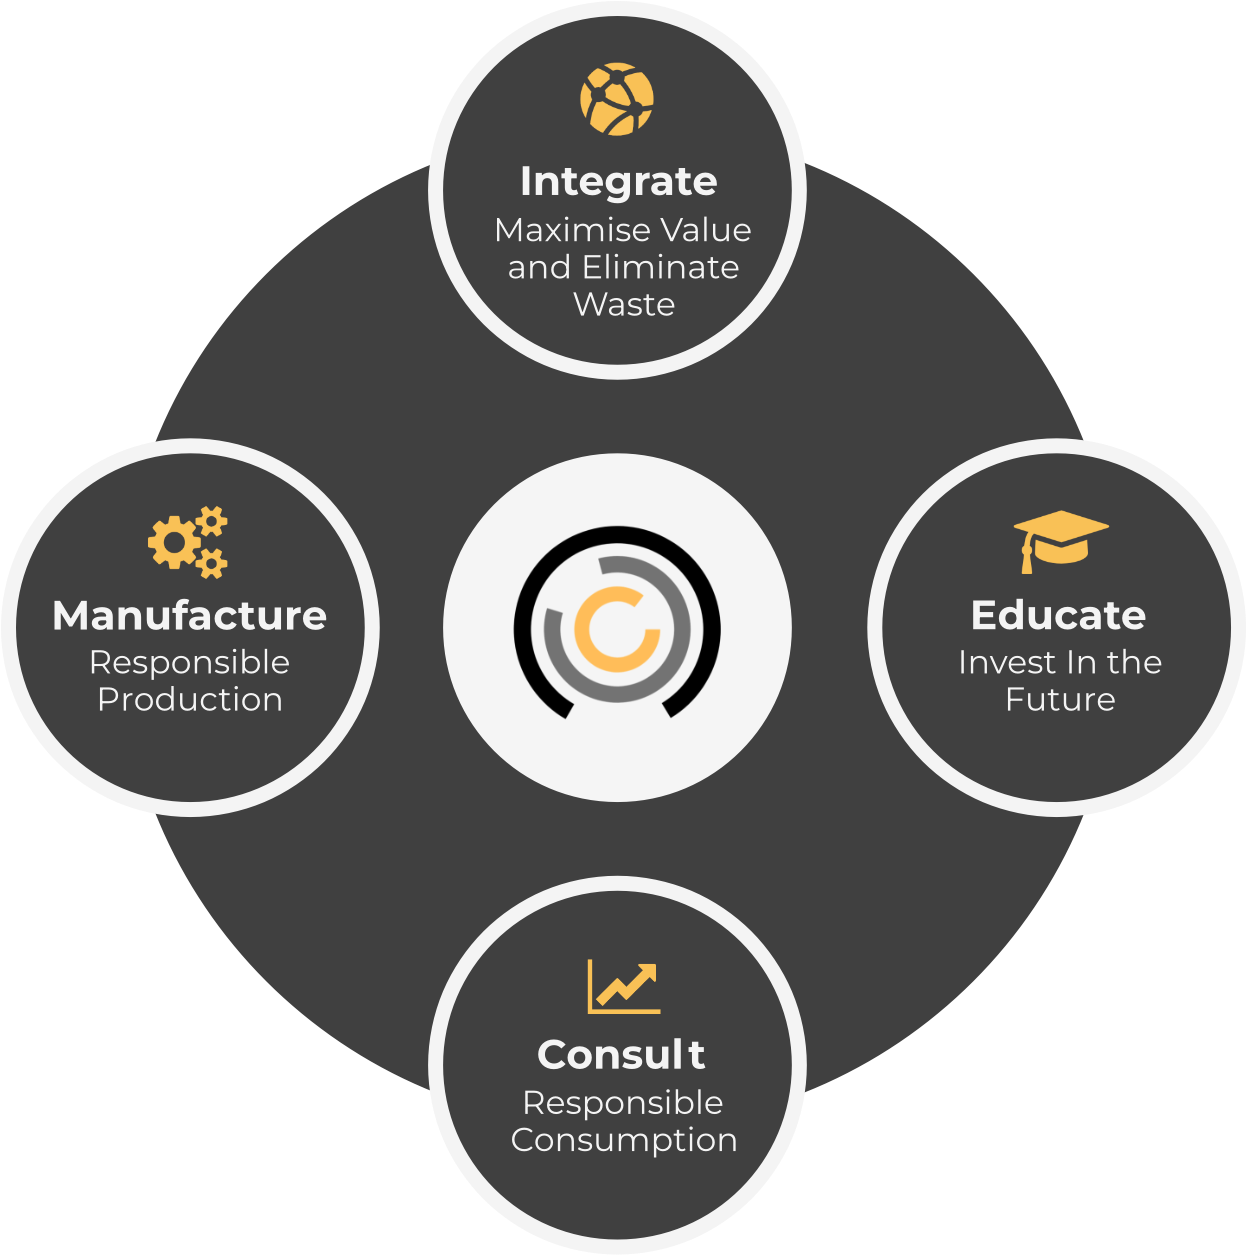 Integrate
Maximise Value
and Eliminate
Waste
Manufacture
Responsible
Production
Educate
Invest In the
Future
Consult
Responsible
Consumption